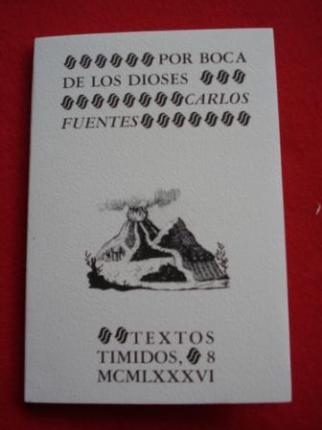 POR BOCA
DE LOS DIOSES
CARLOS
FUENTES
TEXTOS
TIMIDOS, 8
MCMLXXXVI